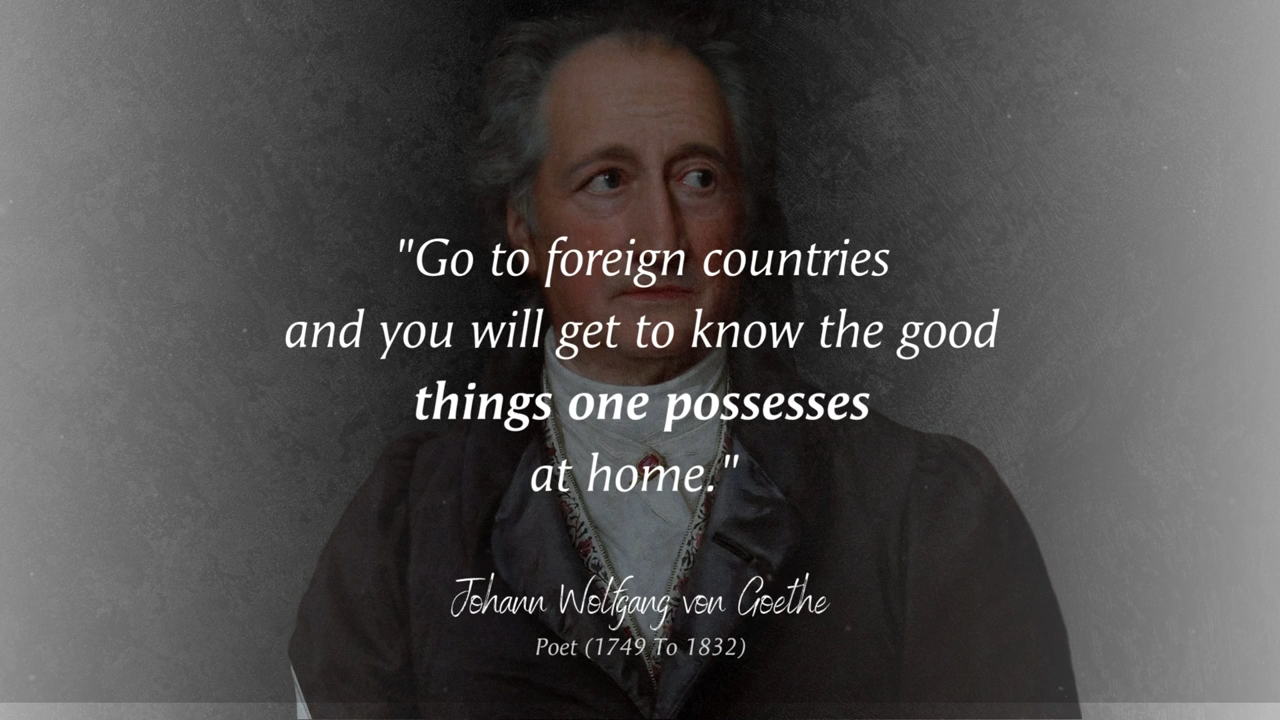 "Go to foreign countries
and you will get to know the good
things one possesses
at home."
Johann Wolfgang von Goethe
Poet (1749 To 1832)